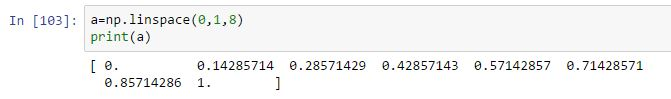 In [103]: a=np.linspace(0,1,8)
print(a)
[ 0. 0.14285714 0.28571429 0.42857143 0.57142857 0.71428571
0.85714286 1. ]